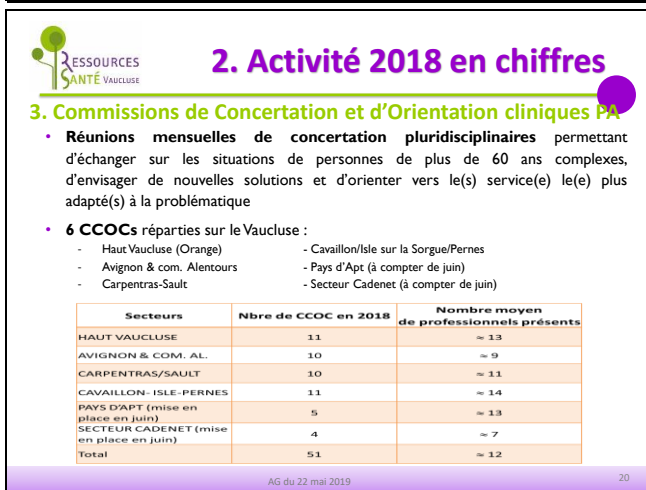 RESSOURCES
SANTÉ VAUCLUSE
2. Activité 2018 en chiffres
3. Commissions de Concertation et d'Orientation cliniques PA
• Réunions mensuelles de concertation pluridisciplinaires permettant
d'échanger sur les situations de personnes de plus de 60 ans complexes,
d'envisager de nouvelles solutions et d'orienter vers le(s) service(e) le(e) plus
adapté(s) à la problématique
• 6 CCOCs réparties sur le Vaucluse :
- Haut Vaucluse (Orange) - Cavaillon/Isle sur la Sorgue/Pernes
- Avignon & com. Alentours - Pays d'Apt (à compter de juin)
- Carpentras-Sault - Secteur Cadenet (à compter de juin)
Secteurs Nbre de CCOC en 2018 Nombre moyen
de professionnels présents
HAUT VAUCLUSE 11 ≈ 13
AVIGNON & COM. AL. 10 ≈ 9
CARPENTRAS/SAULT 10 ≈ 11
CAVAILLON- ISLE-PERNES 11 ≈ 14
PAYS D'APT (mise en
place en juin) 5 ≈ 13
SECTEUR CADENET (mise
en place en juin) 4 ≈ 7
Total 51 ≈ 12
AG du 22 mai 2019 20